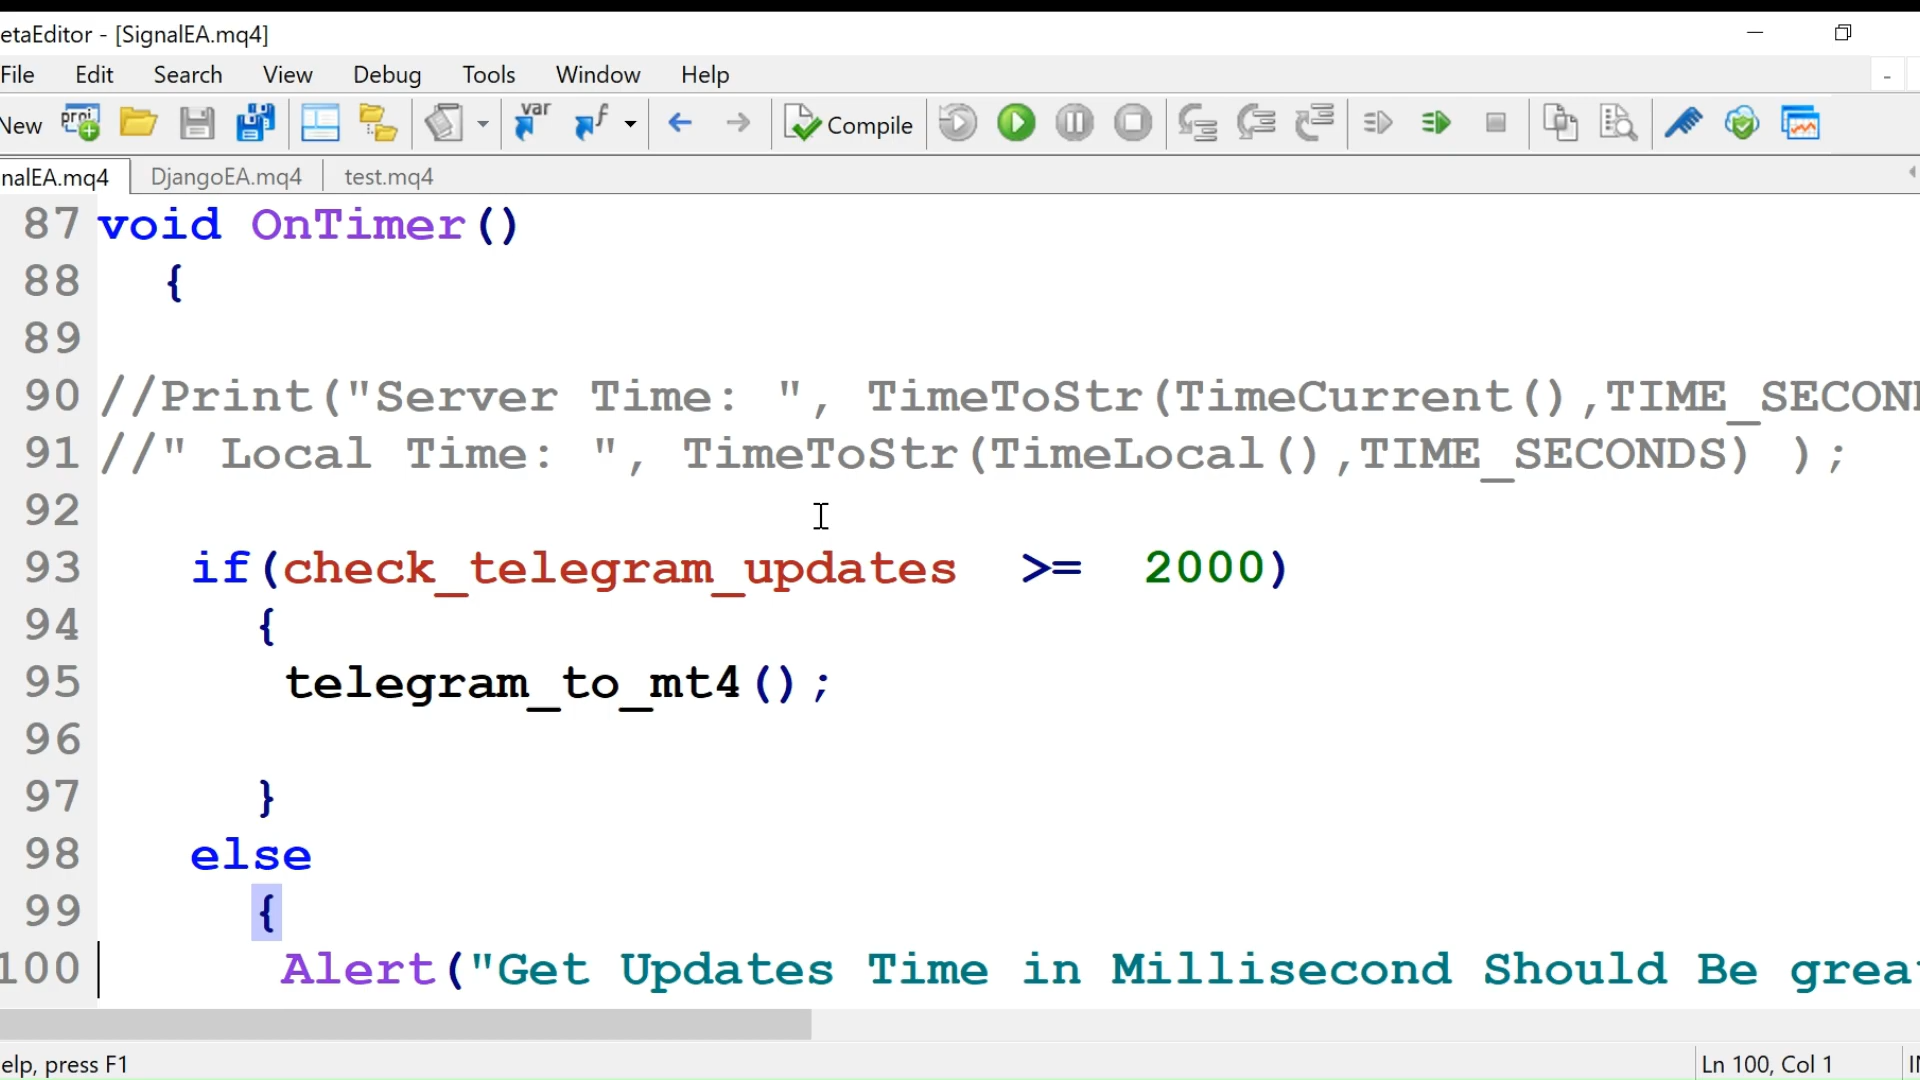 etaEditor - [SignalEA.mq4]
File Edit Search View Debug Tools Window Help
New Compile
nalEA.mq4 DjangoEA.mq4 test.mq4
87 void OnTimer()
88 {
89
90 //Print("Server Time: ", TimeToStr(TimeCurrent(),TIME_SECON
91 //" Local Time: ", TimeToStr(TimeLocal(),TIME_SECONDS) );
92
93 if(check_telegram_updates >= 2000)
94 {
95 telegram_to_mt4();
96
97 }
98 else
99 {
100 Alert("Get Updates Time in Millisecond Should Be grea
elp, press F1 Ln 100, Col 1